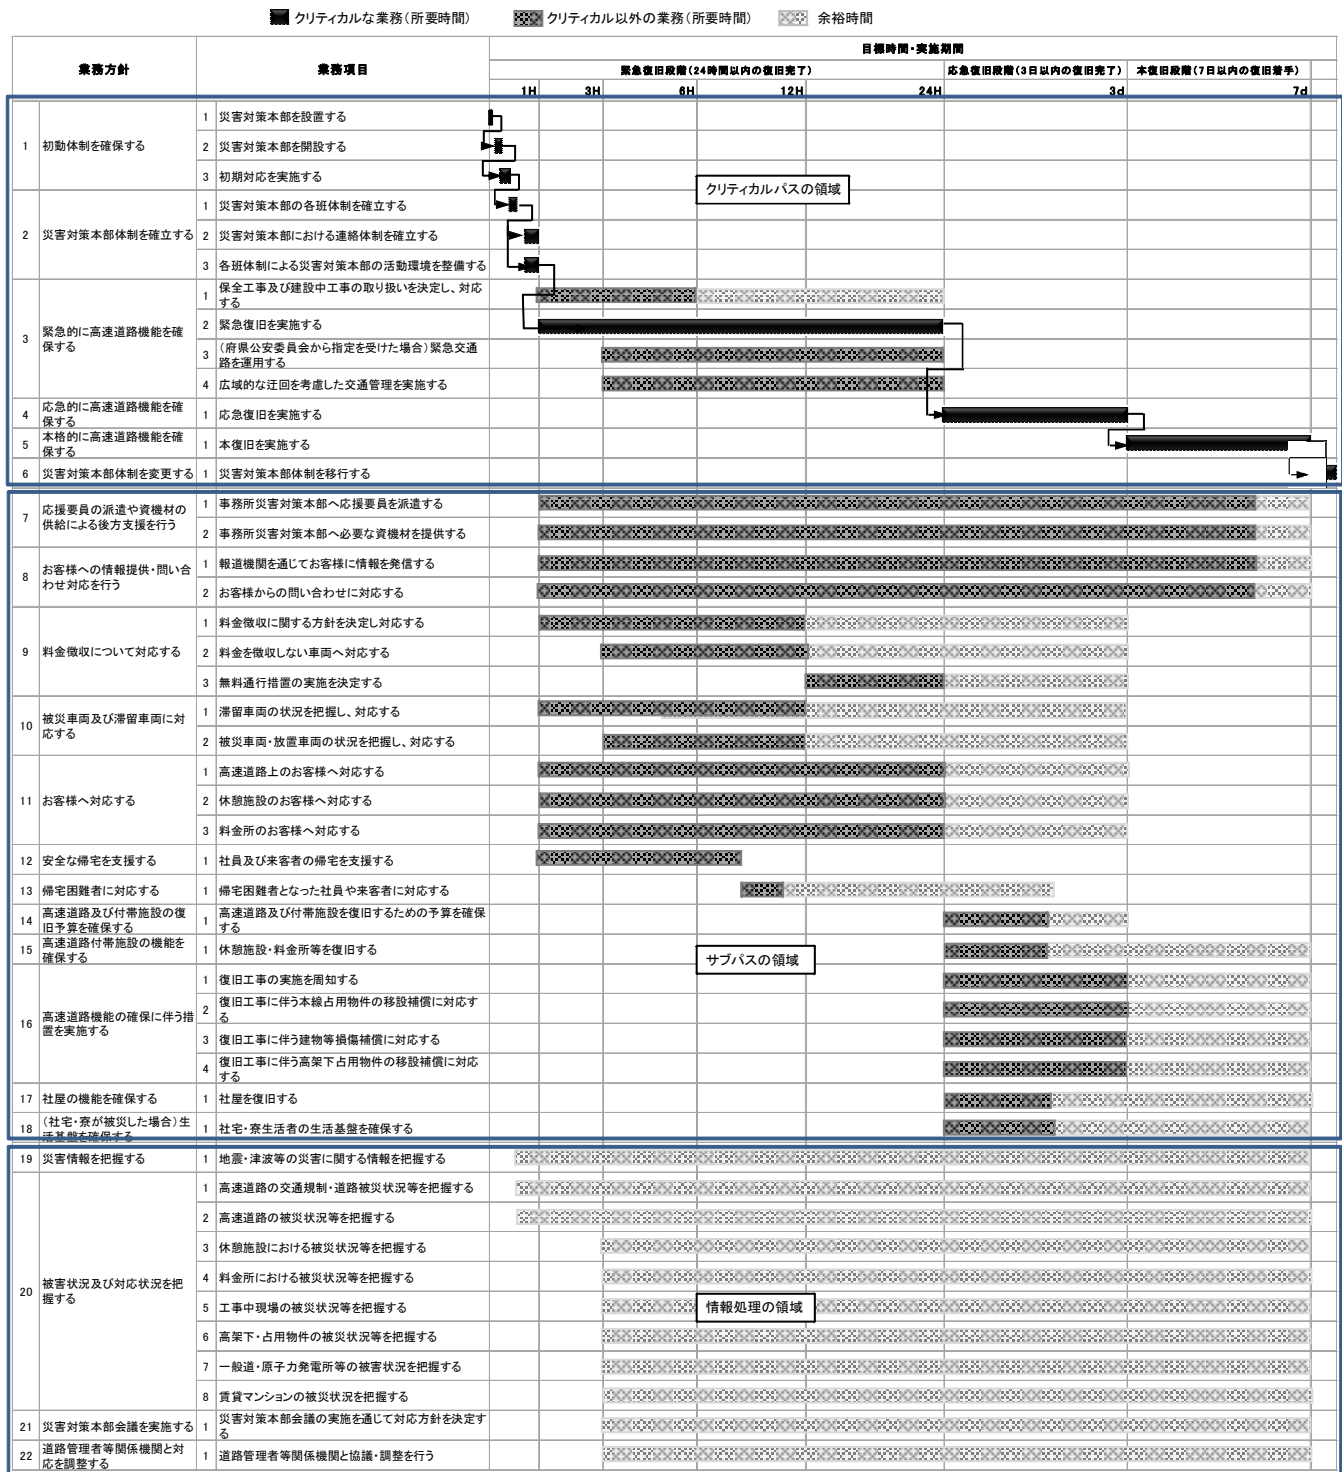 クリティカルな業務(所要時間) クリティカル以外の業務(所要時間) 余裕時間
業務方針 業務項目 目標時間・実施期間
緊急復旧段階(24時間以内の復旧完了) 応急復旧段階(3日以内の復旧完了) 本復旧段階(7日以内の復旧着手)
1H 3H 6H 12H 24H 3d 7d
1 初動体制を確保する
1 災害対策本部を設置する
2 災害対策本部を開設する
3 初期対応を実施する
クリティカルパスの領域
2 災害対策本部体制を確立する
1 災害対策本部の各班体制を確立する
2 災害対策本部における連絡体制を確立する
3 各班体制による災害対策本部の活動環境を整備する
3 緊急的に高速道路機能を確
保する
1 保全工事及び建設中工事の取り扱いを決定し、対応
する
2 緊急復旧を実施する
3 (府県公安委員会から指定を受けた場合)緊急交通
路を運用する
4 広域的な迂回を考慮した交通管理を実施する
4 応急的に高速道路機能を確
保する
1 応急復旧を実施する
5 本格的に高速道路機能を確
保する
1 本復旧を実施する
6 災害対策本部体制を変更する 1 災害対策本部体制を移行する
7 応援要員の派遣や資機材の
供給による後方支援を行う
1 事務所災害対策本部へ応援要員を派遣する
2 事務所災害対策本部へ必要な資機材を提供する
8 お客様への情報提供・問い合
わせ対応を行う
1 報道機関を通じてお客様に情報を発信する
2 お客様からの問い合わせに対応する
9 料金徴収について対応する
1 料金徴収に関する方針を決定し対応する
2 料金を徴収しない車両へ対応する
3 無料通行措置の実施を決定する
10 被災車両及び滞留車両に対
応する
1 滞留車両の状況を把握し、対応する
2 被災車両・放置車両の状況を把握し、対応する
11 お客様へ対応する
1 高速道路上のお客様へ対応する
2 休憩施設のお客様へ対応する
3 料金所のお客様へ対応する
12 安全な帰宅を支援する 1 社員及び来客者の帰宅を支援する
13 帰宅困難者に対応する 1 帰宅困難者となった社員や来客者に対応する
14 高速道路及び付帯施設の復
旧予算を確保する
1 高速道路及び付帯施設を復旧するための予算を確保
する
15 高速道路付帯施設の機能を
確保する
1 休憩施設・料金所等を復旧する
サブパスの領域
16 高速道路機能の確保に伴う措
置を実施する
1 復旧工事の実施を周知する
2 復旧工事に伴う本線占用物件の移設補償に対応す
る
3 復旧工事に伴う建物等損傷補償に対応する
4 復旧工事に伴う高架下占用物件の移設補償に対応
する
17 社屋の機能を確保する 1 社屋を復旧する
18 (社宅・寮が被災した場合)生
活基盤を確保する
1 社宅・寮生活者の生活基盤を確保する
19 災害情報を把握する 1 地震・津波等の災害に関する情報を把握する
20 被害状況及び対応状況を把
握する
1 高速道路の交通規制・道路被災状況等を把握する
2 高速道路の被災状況等を把握する
3 休憩施設における被災状況等を把握する
4 料金所における被災状況等を把握する
5 工事中現場の被災状況等を把握する
情報処理の領域
6 高架下・占用物件の被災状況等を把握する
7 一般道・原子力発電所等の被害状況を把握する
8 賃貸マンションの被災状況を把握する
21 災害対策本部会議を実施する 1 災害対策本部会議の実施を通じて対応方針を決定す
る
22 道路管理者等関係機関と対
応を調整する
1 道路管理者等関係機関と協議・調整を行う